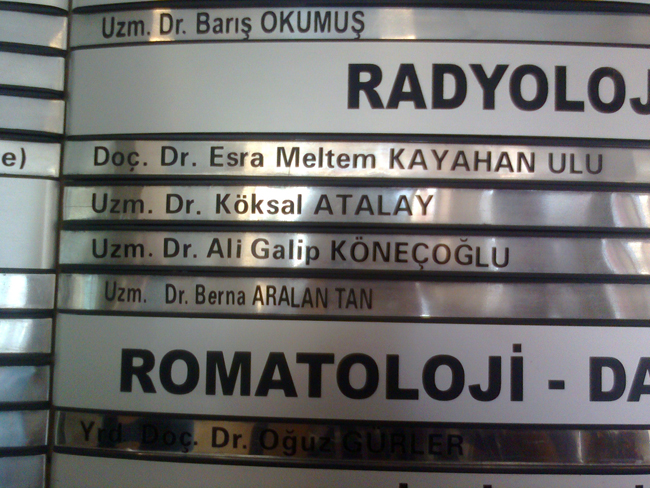 Uzm. Dr. Barış OKUMUŞ
RADYOLOJ
e)
Doç. Dr. Esra Meltem KAYAHAN ULU
Uzm. Dr. Köksal ATALAY
Uzm. Dr. Ali Galip KÖNEÇOĞLU
Uzm. Dr. Berna ARALAN TAN
ROMATOLOJİ - DA
Yrd Doç. Dr. Oğuz GÜRLER